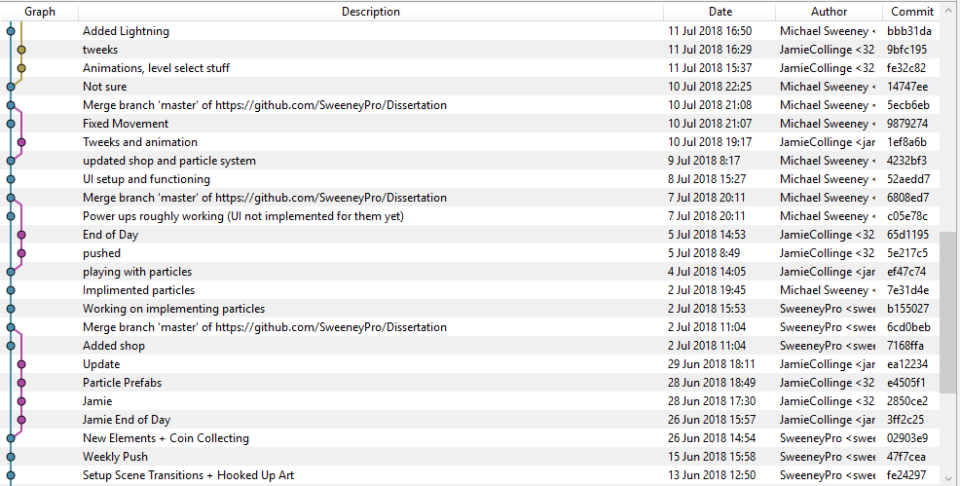 Graph Description Date Author Commit
Added Lightning 11 Jul 2018 16:50 Michael Sweeney < bbb31da
tweeks 11 Jul 2018 16:29 JamieCollinge <32 9bfc195
Animations, level select stuff 11 Jul 2018 15:37 JamieCollinge <32 fe32c82
Not sure 10 Jul 2018 22:25 Michael Sweeney < 14747ee
Merge branch 'master' of https://github.com/SweeneyPro/Dissertation 10 Jul 2018 21:08 Michael Sweeney < 5ecb6eb
Fixed Movement 10 Jul 2018 21:07 Michael Sweeney < 9879274
Tweeks and animation 10 Jul 2018 19:17 JamieCollinge <jar 1ef8a6b
updated shop and particle system 9 Jul 2018 8:17 Michael Sweeney < 4232bf3
UI setup and functioning 8 Jul 2018 15:27 Michael Sweeney < 52aedd7
Merge branch 'master' of https://github.com/SweeneyPro/Dissertation 7 Jul 2018 20:11 Michael Sweeney < 6808ed7
Power ups roughly working (UI not implemented for them yet) 7 Jul 2018 20:11 Michael Sweeney < c05e78c
End of Day 5 Jul 2018 14:53 JamieCollinge <32 65d1195
pushed 5 Jul 2018 8:49 JamieCollinge <32 5e217c5
playing with particles 4 Jul 2018 14:05 JamieCollinge <jar ef47c74
Implimented particles 2 Jul 2018 19:45 Michael Sweeney < 7e31d4e
Working on implementing particles 2 Jul 2018 15:53 SweeneyPro <swee b155027
Merge branch 'master' of https://github.com/SweeneyPro/Dissertation 2 Jul 2018 11:04 SweeneyPro <swee 6cd0beb
Added shop 2 Jul 2018 11:04 SweeneyPro <swee 7168ffa
Update 29 Jun 2018 18:11 JamieCollinge <jar ea12234
Particle Prefabs 28 Jun 2018 18:49 JamieCollinge <32 e4505f1
Jamie 28 Jun 2018 17:30 JamieCollinge <32 2850ce2
Jamie End of Day 26 Jun 2018 15:57 JamieCollinge <jar 3ff2c25
New Elements + Coin Collecting 26 Jun 2018 14:54 SweeneyPro <swee 02903e9
Weekly Push 15 Jun 2018 15:58 SweeneyPro <swee 47f7cea
Setup Scene Transitions + Hooked Up Art 13 Jun 2018 12:50 SweeneyPro <swee fe24297